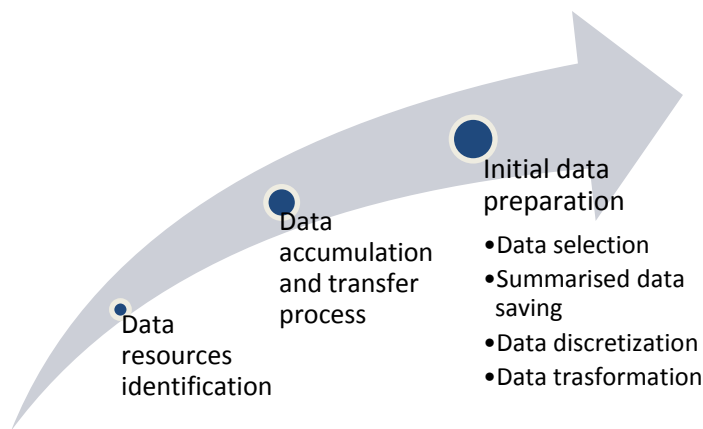 Data
resources
identification
Data
accumulation
and transfer
process
Initial data
preparation
•Data selection
•Summarised data
saving
•Data discretization
•Data trasformation